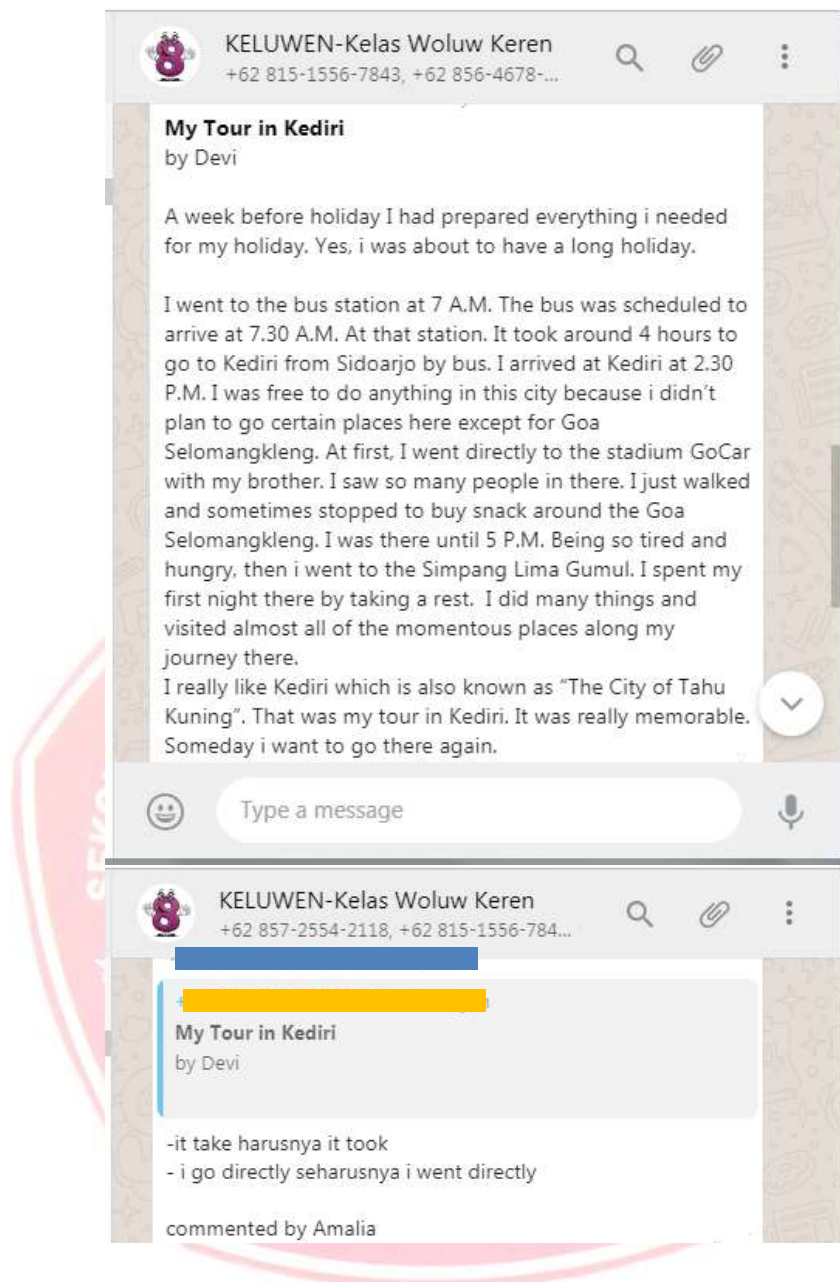 KELUWEN-Kelas Woluw Keren
+62 815-1556-7843, +62 856-4678-...
My Tour in Kediri
by Devi
A week before holiday I had prepared everything i needed
for my holiday. Yes, i was about to have a long holiday.
I went to the bus station at 7 A.M. The bus was scheduled to
arrive at 7.30 A.M. At that station. It took around 4 hours to
go to Kediri from Sidoarjo by bus. I arrived at Kediri at 2.30
P.M. I was free to do anything in this city because i didn't
plan to go certain places here except for Goa
Selomangkleng. At first, I went directly to the stadium GoCar
with my brother. I saw so many people in there. I just walked
and sometimes stopped to buy snack around the Goa
Selomangkleng. I was there until 5 P.M. Being so tired and
hungry, then i went to the Simpang Lima Gumul. I spent my
first night there by taking a rest. I did many things and
visited almost all of the momentous places along my
journey there.
I really like Kediri which is also known as "The City of Tahu
Kuning". That was my tour in Kediri. It was really memorable.
Someday i want to go there again.
Type a message
KELUWEN-Kelas Woluw Keren
+62 857-2554-2118, +62 815-1556-784...
My Tour in Kediri
by Devi
-it take harusnya it took
- i go directly seharusnya i went directly
commented by Amalia